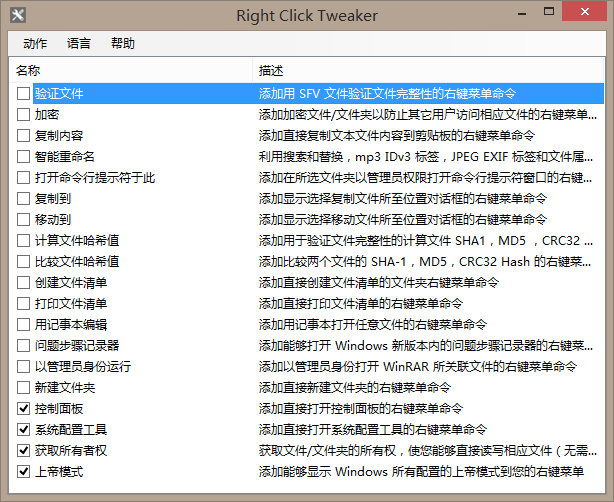 Right Click Tweaker
动作 语言 帮助
名称 描述
验证文件 添加用 SFV 文件验证文件完整性的右键菜单命令
加密 添加加密文件/文件夹以防止其它用户访问相应文件的右键菜单...
复制内容 添加直接复制文本文件内容到剪贴板的右键菜单命令
智能重命名 利用搜索和替换，mp3 IDv3 标签，JPEG EXIF 标签和文件属...
打开命令行提示符于此 添加在所选文件夹以管理员权限打开命令行提示符窗口的右键...
复制到 添加显示选择复制文件所至位置对话框的右键菜单命令
移动到 添加显示选择移动文件所至位置对话框的右键菜单命令
计算文件哈希值 添加用于验证文件完整性的计算文件 SHA1，MD5 ，CRC32 ...
比较文件哈希值 添加比较两个文件的 SHA-1，MD5，CRC32 Hash 的右键菜...
创建文件清单 添加直接创建文件清单的文件夹右键菜单命令
打印文件清单 添加直接打印文件清单的右键菜单命令
用记事本编辑 添加用记事本打开任意文件的右键菜单命令
问题步骤记录器 添加能够打开 Windows 新版本内的问题步骤记录器的右键菜...
以管理员身份运行 添加以管理员身份打开 WinRAR 所关联文件的右键菜单命令
新建文件夹 添加直接新建文件夹的右键菜单命令
控制面板 添加直接打开控制面板的右键菜单命令
系统配置工具 添加直接打开系统配置工具的右键菜单命令
获取所有者权 获取文件/文件夹的所有权，使您能够直接读写相应文件（无需...
上帝模式 添加能够显示 Windows 所有配置的上帝模式到您的右键菜单